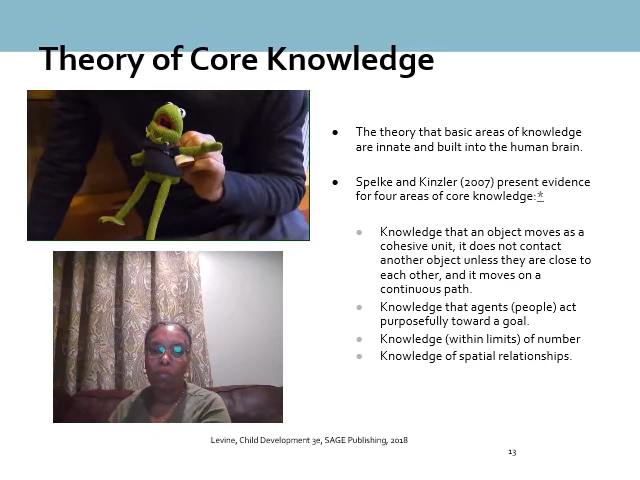 Theory of Core Knowledge
● The theory that basic areas of knowledge
are innate and built into the human brain.
● Spelke and Kinzler (2007) present evidence
for four areas of core knowledge:*
● Knowledge that an object moves as a
cohesive unit, it does not contact
another object unless they are close to
each other, and it moves on a
continuous path.
● Knowledge that agents (people) act
purposefully toward a goal.
● Knowledge (within limits) of number
● Knowledge of spatial relationships.
Levine, Child Development 3e, SAGE Publishing, 2018
13